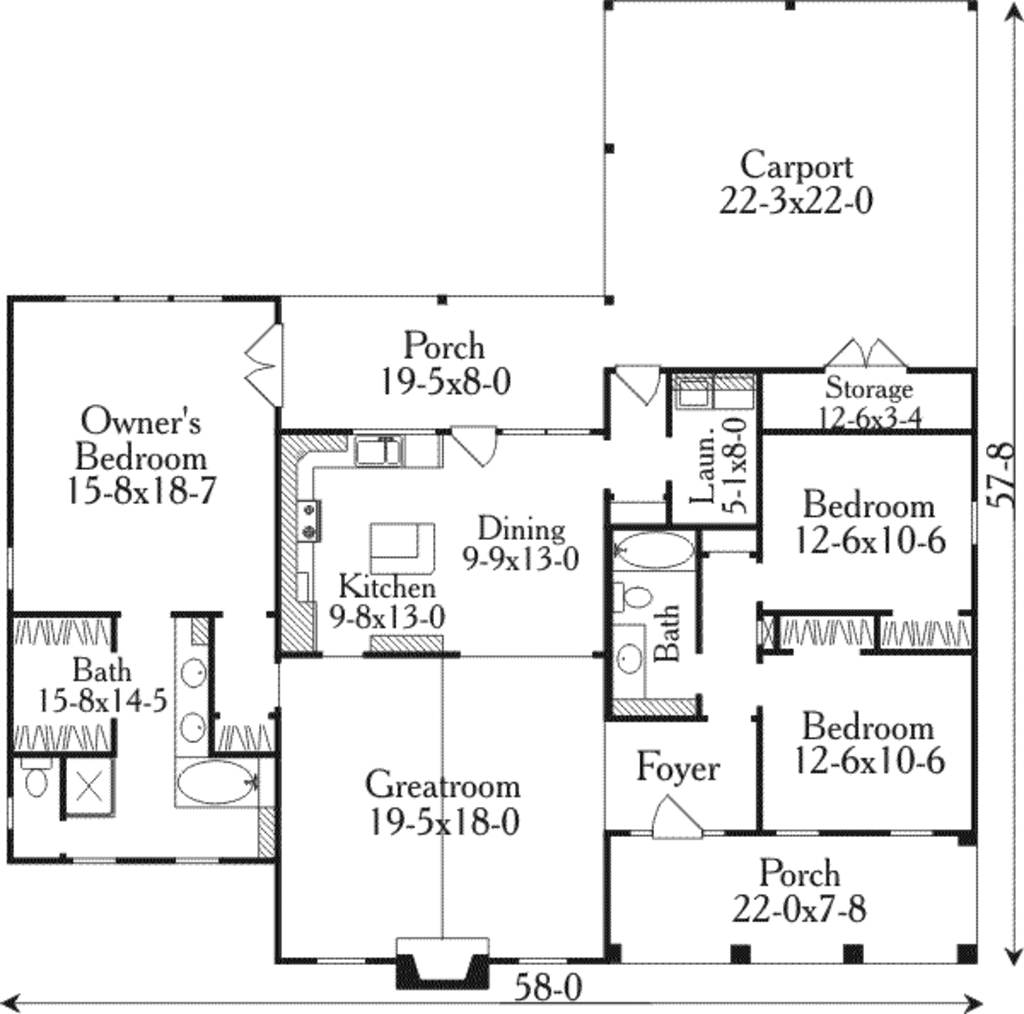 Carport
22-3x22-0
Porch
19-5x8-0
Storage
12-6x3-4
Owner's
Bedroom
15-8x18-7
Laun.
5-1x8-0
57-8
Bedroom
12-6x10-6
Dining
9-9x13-0
Kitchen
9-8x13-0
Bath
Bath
15-8x14-5
Bedroom
12-6x10-6
Foyer
Greatroom
19-5x18-0
Porch
22-0x7-8
58-0